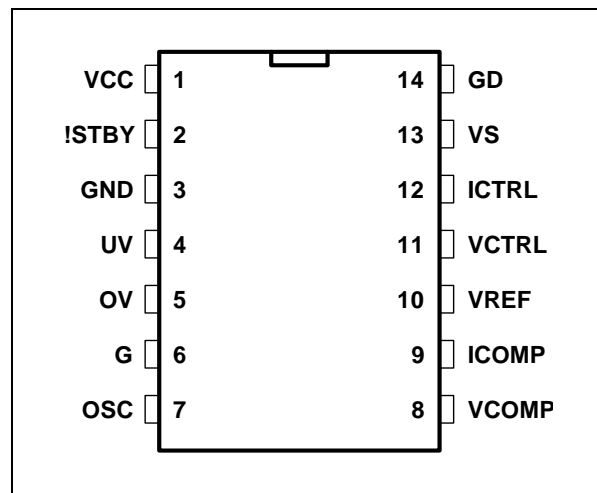 VCC 1 14 GD
!STBY 2 13 VS
GND 3 12 ICTRL
UV 4 11 VCTRL
OV 5 10 VREF
G 6 9 ICOMP
OSC 7 8 VCOMP